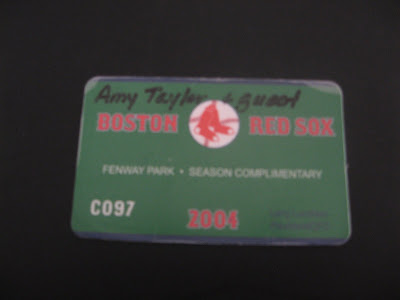 Amy Taylor & guest
BOSTON RED SOX
FENWAY PARK • SEASON COMPLIMENTARY
C097
2004